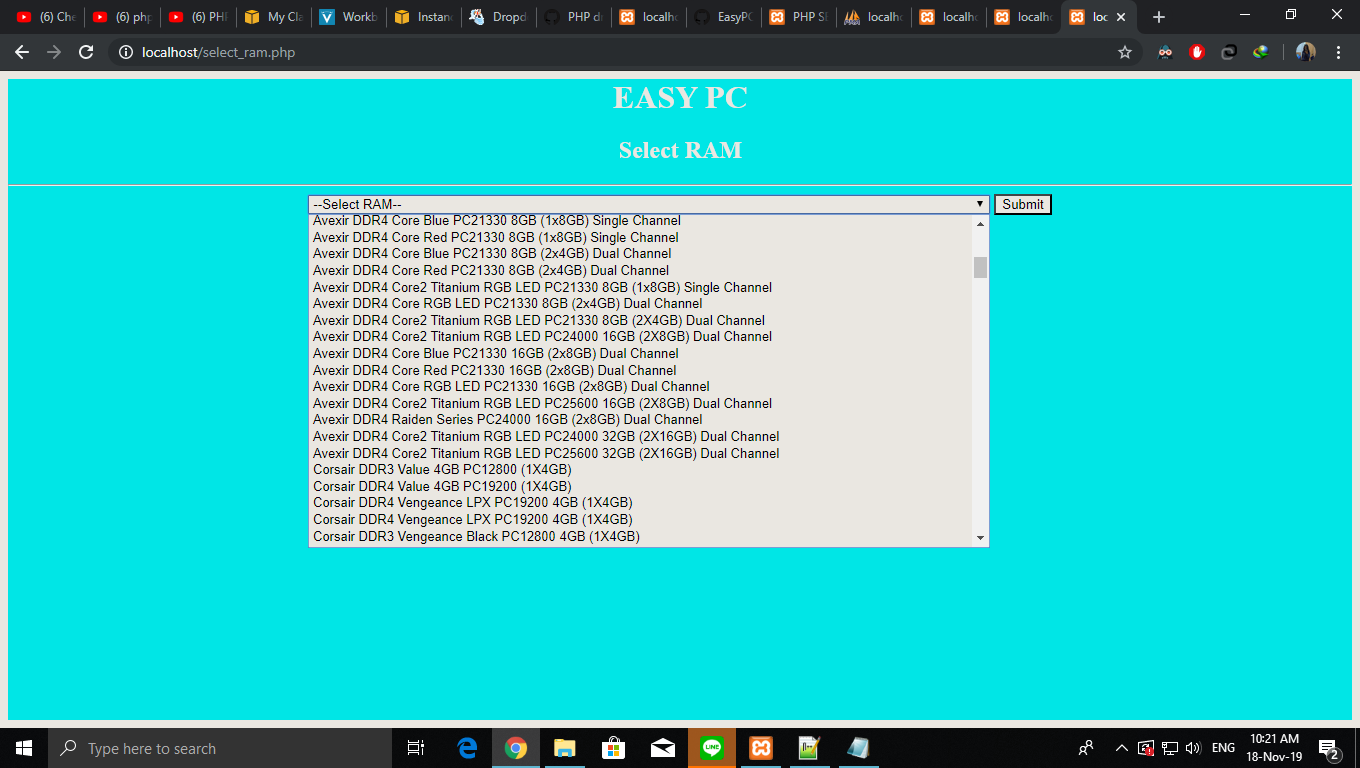 (6) Che
(6) php
(6) PHP
My Cla
Workb
Instanc
Dropd
PHP dr
localho
EasyPC
PHP SE
localho
localho
localho
loc
localhost/select_ram.php
EASY PC
Select RAM
--Select RAM--
Submit
Avexir DDR4 Core Blue PC21330 8GB (1x8GB) Single Channel
Avexir DDR4 Core Red PC21330 8GB (1x8GB) Single Channel
Avexir DDR4 Core Blue PC21330 8GB (2x4GB) Dual Channel
Avexir DDR4 Core Red PC21330 8GB (2x4GB) Dual Channel
Avexir DDR4 Core2 Titanium RGB LED PC21330 8GB (1x8GB) Single Channel
Avexir DDR4 Core RGB LED PC21330 8GB (2x4GB) Dual Channel
Avexir DDR4 Core2 Titanium RGB LED PC21330 8GB (2X4GB) Dual Channel
Avexir DDR4 Core2 Titanium RGB LED PC24000 16GB (2X8GB) Dual Channel
Avexir DDR4 Core Blue PC21330 16GB (2x8GB) Dual Channel
Avexir DDR4 Core Red PC21330 16GB (2x8GB) Dual Channel
Avexir DDR4 Core RGB LED PC21330 16GB (2x8GB) Dual Channel
Avexir DDR4 Core2 Titanium RGB LED PC25600 16GB (2X8GB) Dual Channel
Avexir DDR4 Raiden Series PC24000 16GB (2x8GB) Dual Channel
Avexir DDR4 Core2 Titanium RGB LED PC24000 32GB (2X16GB) Dual Channel
Avexir DDR4 Core2 Titanium RGB LED PC25600 32GB (2X16GB) Dual Channel
Corsair DDR3 Value 4GB PC12800 (1X4GB)
Corsair DDR4 Value 4GB PC19200 (1X4GB)
Corsair DDR4 Vengeance LPX PC19200 4GB (1X4GB)
Corsair DDR4 Vengeance LPX PC19200 4GB (1X4GB)
Corsair DDR3 Vengeance Black PC12800 4GB (1X4GB)
Type here to search
LINE
ENG
10:21 AM
18-Nov-19
2